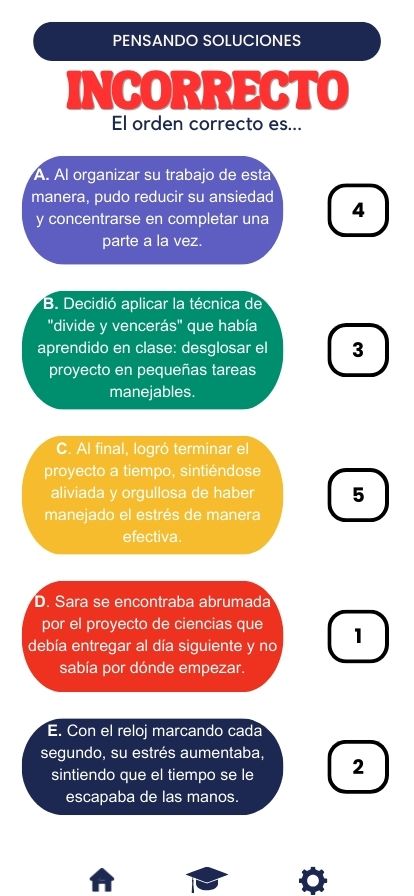 PENSANDO SOLUCIONES
INCORRECTO
El orden correcto es...
A. Al organizar su trabajo de esta
manera, pudo reducir su ansiedad
y concentrarse en completar una
parte a la vez.
4
B. Decidió aplicar la técnica de
"divide y vencerás" que había
aprendido en clase: desglosar el
proyecto en pequeñas tareas
manejables.
3
C. Al final, logró terminar el
proyecto a tiempo, sintiéndose
aliviada y orgullosa de haber
manejado el estrés de manera
efectiva.
5
D. Sara se encontraba abrumada
por el proyecto de ciencias que
debía entregar al día siguiente y no
sabía por dónde empezar.
1
E. Con el reloj marcando cada
segundo, su estrés aumentaba,
sintiendo que el tiempo se le
escapaba de las manos.
2